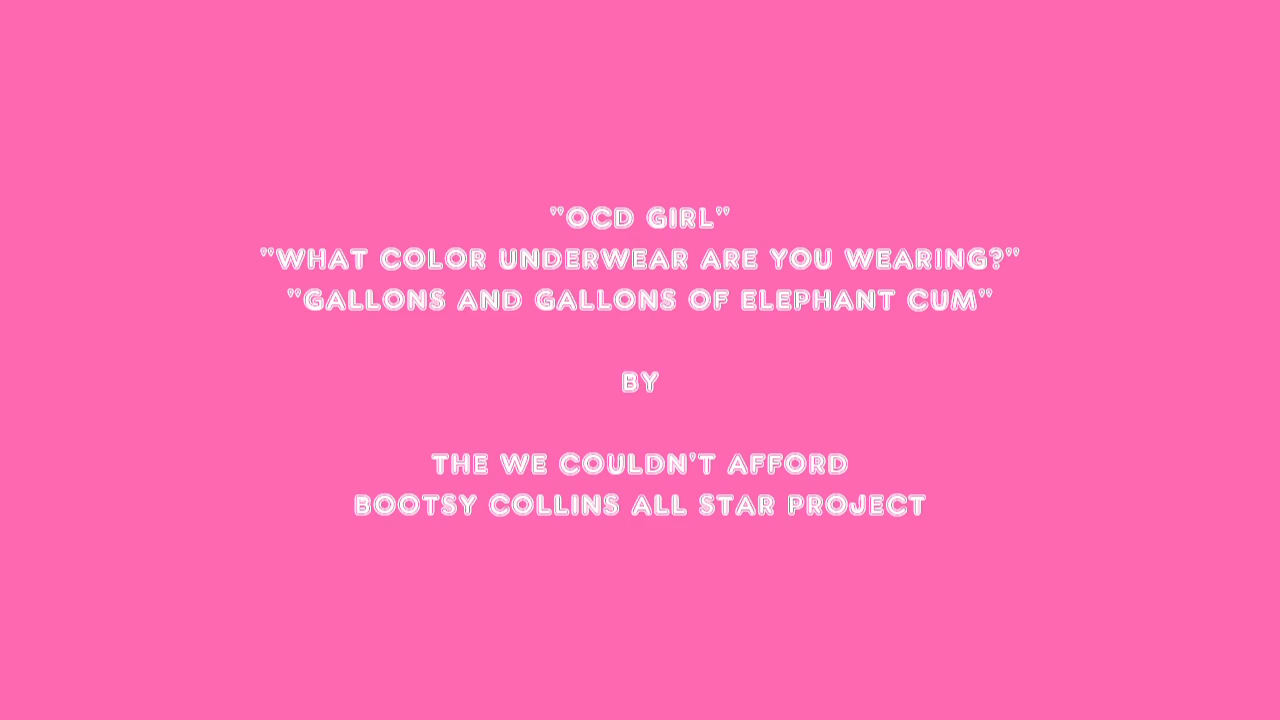 "OCD GIRL"
"WHAT COLOR UNDERWEAR ARE YOU WEARING?"
"GALLONS AND GALLONS OF ELEPHANT CUM"
BY
THE WE COULDN'T AFFORD
BOOTSY COLLINS ALL STAR PROJECT